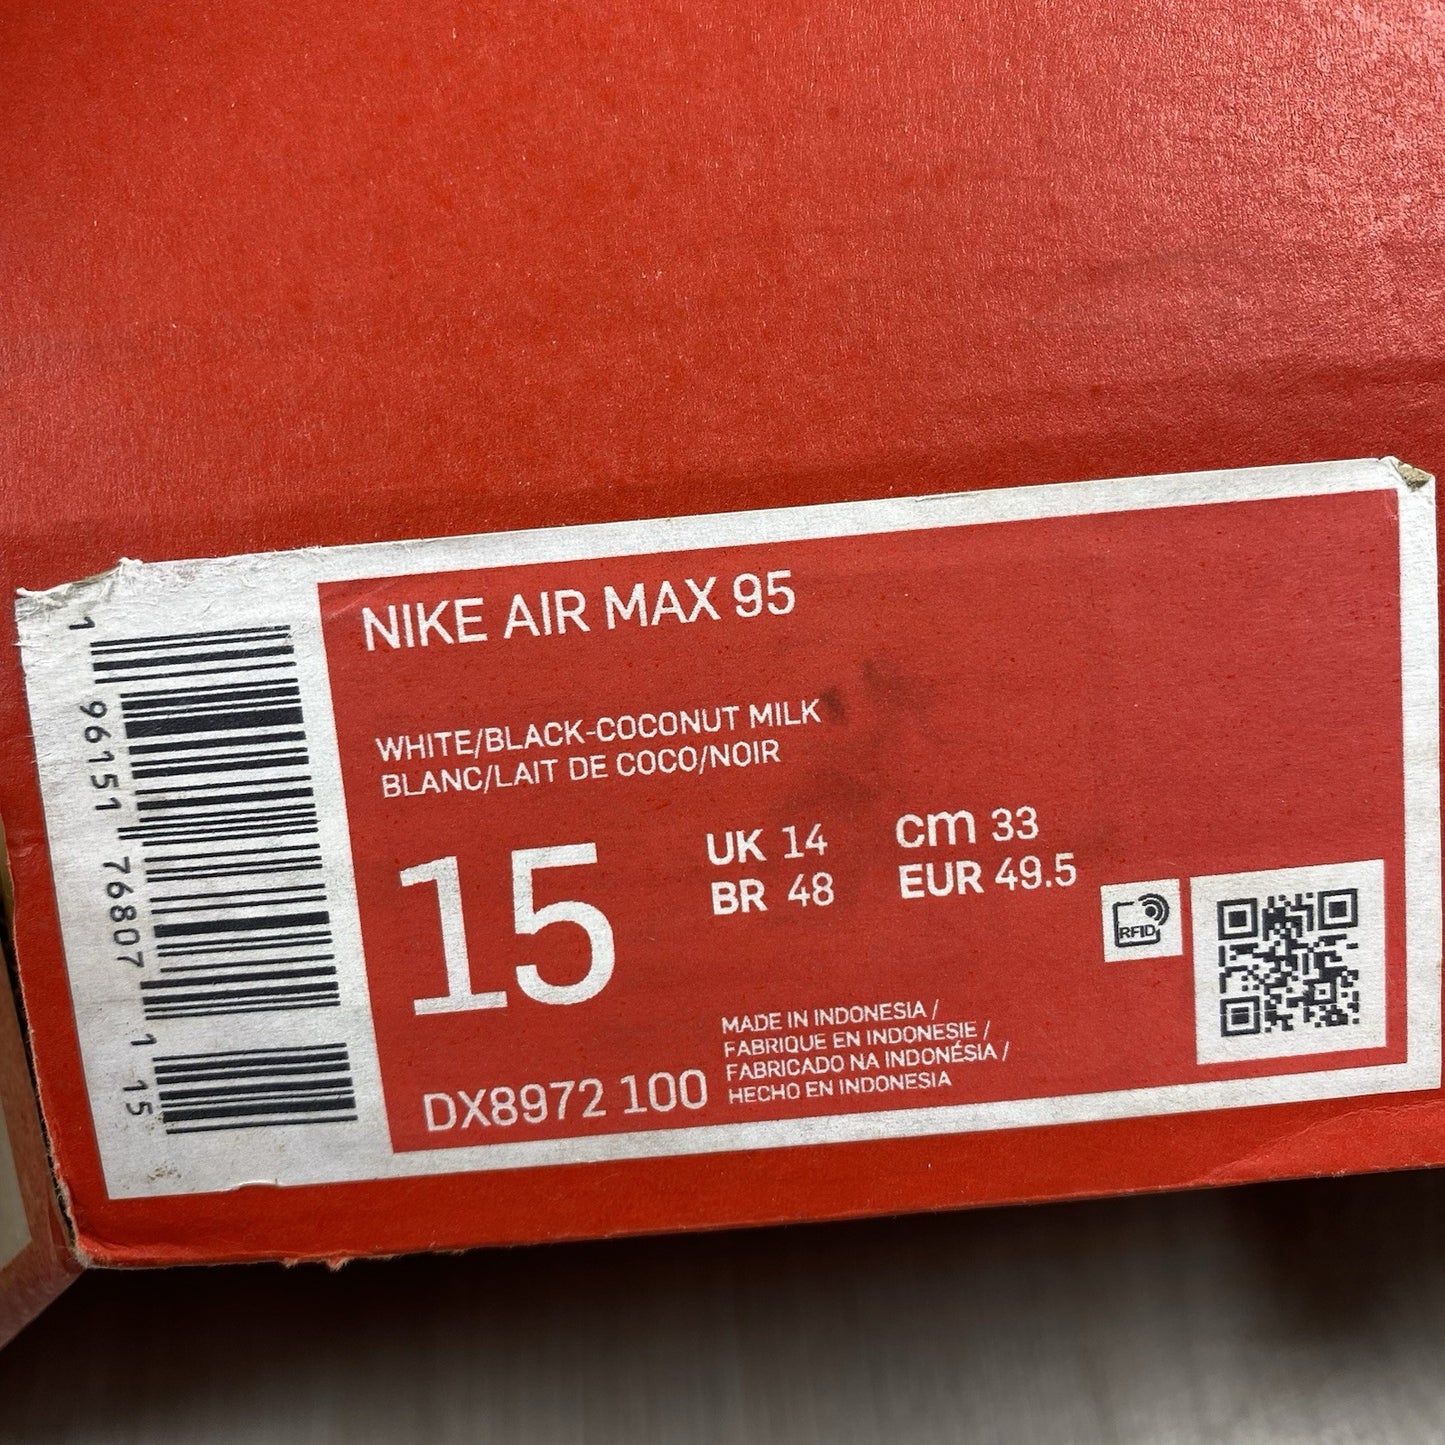 NIKE AIR MAX 95
WHITE/BLACK-COCONUT MILK
BLANC/LAIT DE COCO/NOIR
15
UK 14
BR 48
cm 33
EUR 49.5
RFID
DX8972 100
MADE IN INDONESIA /
FABRIQUE EN INDONESIE /
FABRICADO NA INDONÉSIA /
HECHO EN INDONESIA
1 96151 76807 1 15